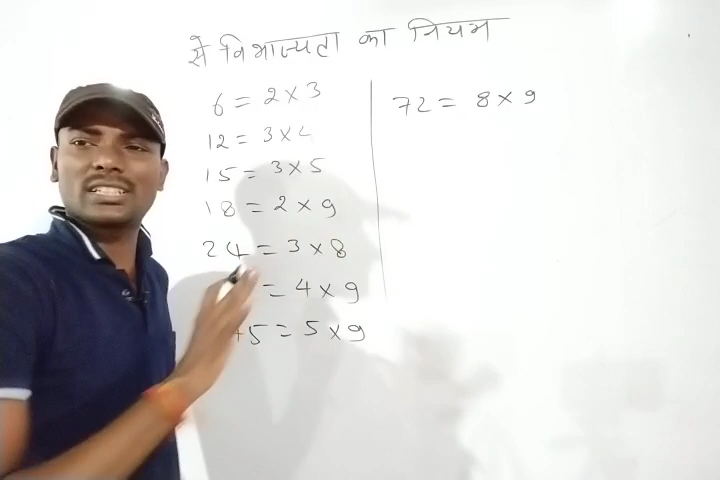 से विभाज्यता का नियम
6 = 2 × 3
12 = 3 × 4
15 = 3 × 5
18 = 2 × 9
24 = 3 × 8
= 4 × 9
45 = 5 × 9
72 = 8 × 9